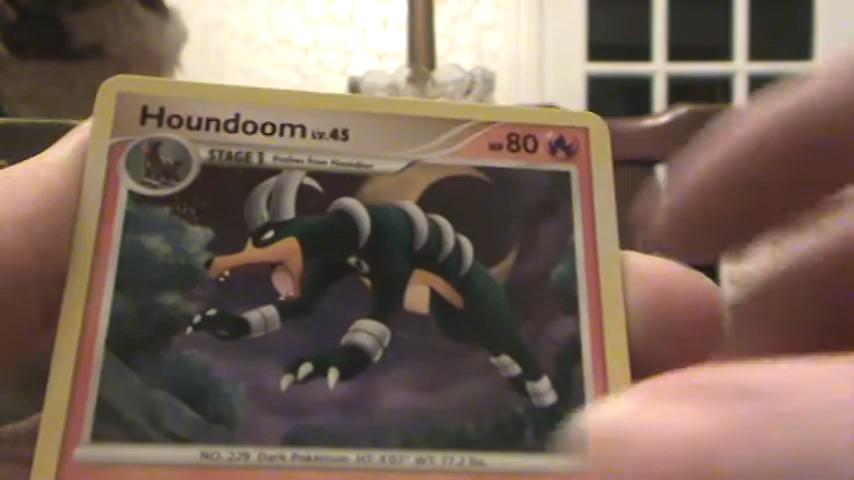 Houndoom LV.45 HP 80
STAGE 1 Evolves from Houndour
NO. 229 Dark Pokémon HT: 4'07" WT: 77.2 lbs.